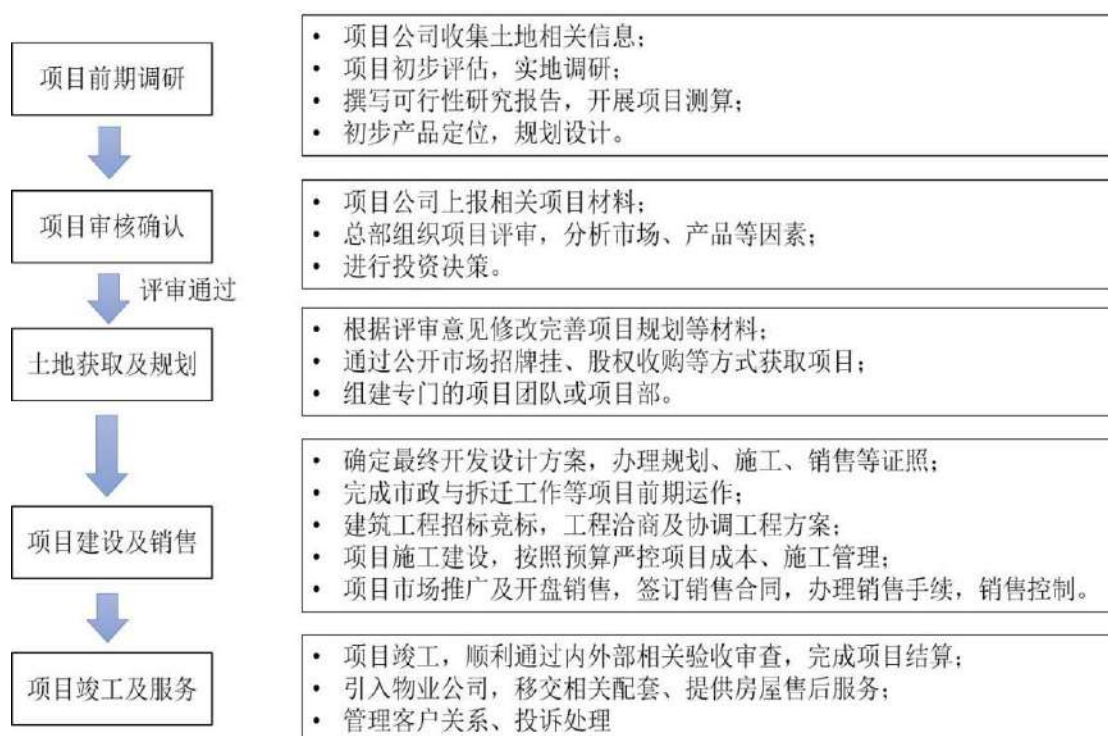 项目前期调研
• 项目公司收集土地相关信息；
• 项目初步评估，实地调研；
• 撰写可行性研究报告，开展项目测算；
• 初步产品定位，规划设计。
项目审核确认
• 项目公司上报相关项目材料；
• 总部组织项目评审，分析市场、产品等因素；
• 进行投资决策。
评审通过
土地获取及规划
• 根据评审意见修改完善项目规划等材料；
• 通过公开市场招牌挂、股权收购等方式获取项目；
• 组建专门的项目团队或项目部。
项目建设及销售
• 确定最终开发设计方案，办理规划、施工、销售等证照；
• 完成市政与拆迁工作等项目前期运作；
• 建筑工程招标竞标，工程洽商及协调工程方案；
• 项目施工建设，按照预算严控项目成本、施工管理；
• 项目市场推广及开盘销售，签订销售合同，办理销售手续，销售控制。
项目竣工及服务
• 项目竣工，顺利通过内外部相关验收审查，完成项目结算；
• 引入物业公司，移交相关配套、提供房屋售后服务；
• 管理客户关系、投诉处理